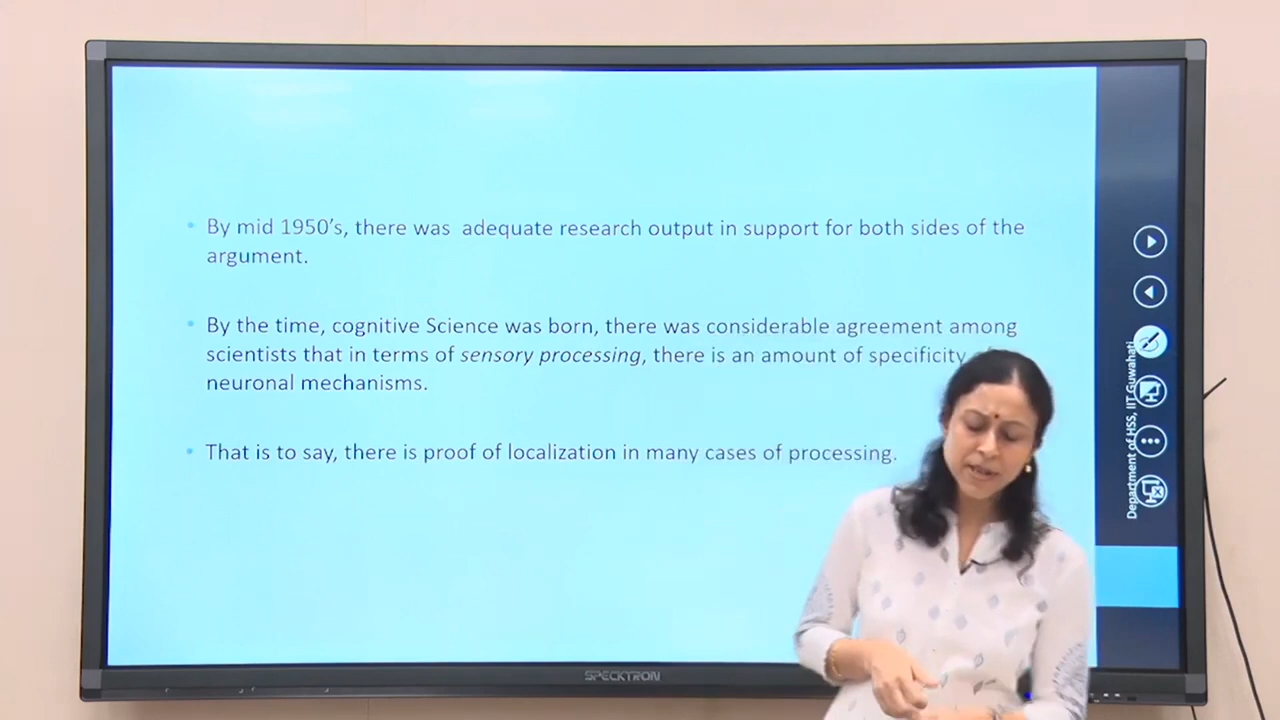 • By mid 1950's, there was adequate research output in support for both sides of the
argument.
• By the time, cognitive Science was born, there was considerable agreement among
scientists that in terms of sensory processing, there is an amount of specificity
neuronal mechanisms.
• That is to say, there is proof of localization in many cases of processing.
Department of HSS, IIT Guwahati
SPECKTRON